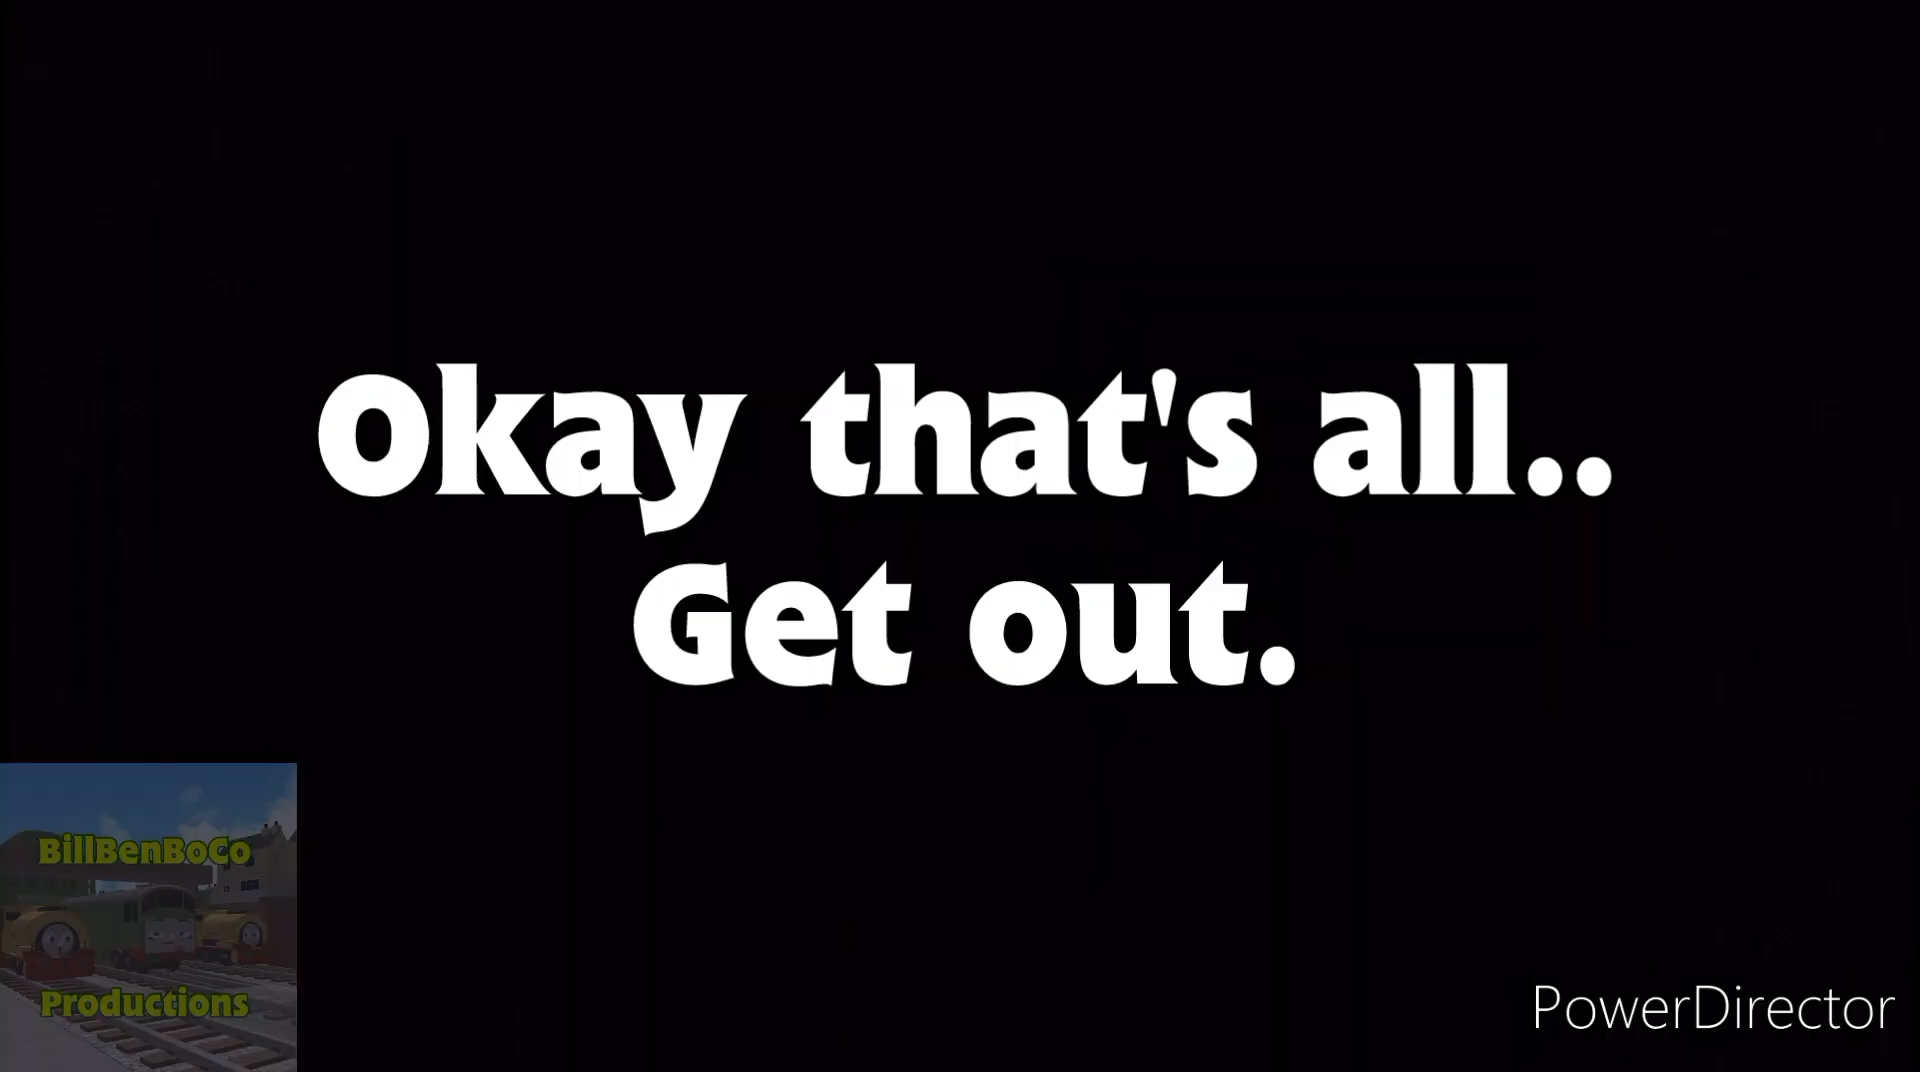 Okay that's all..
Get out.
BillBenBoCo
Productions
PowerDirector